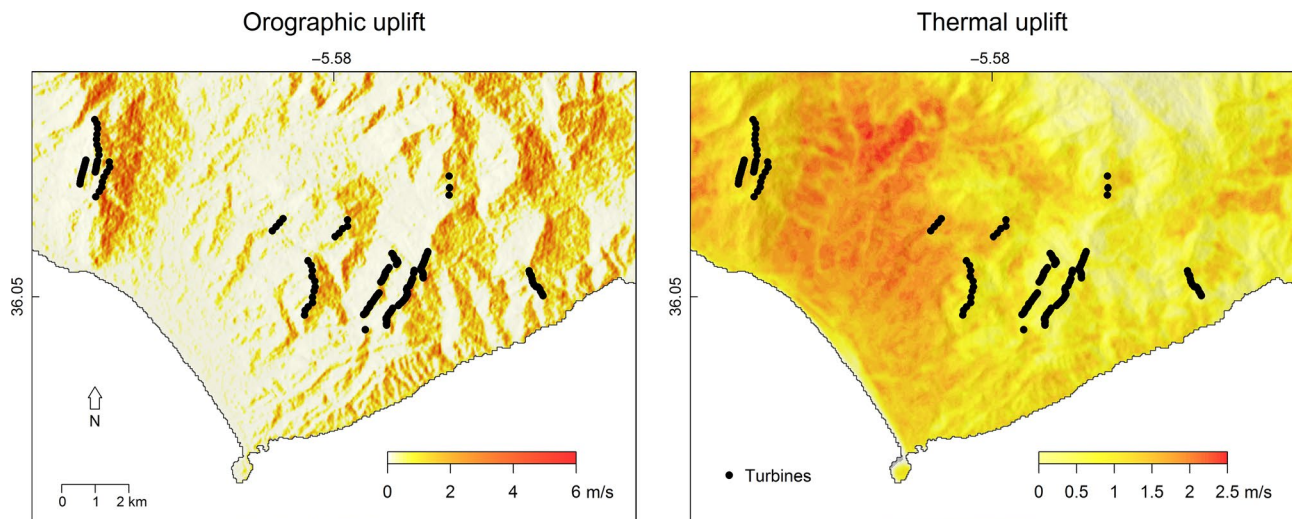 Orographic uplift
Thermal uplift
–5.58
–5.58
36.05
36.05
N
0 1 2 km
0 2 4 6 m/s
Turbines
0 0.5 1 1.5 2 2.5 m/s